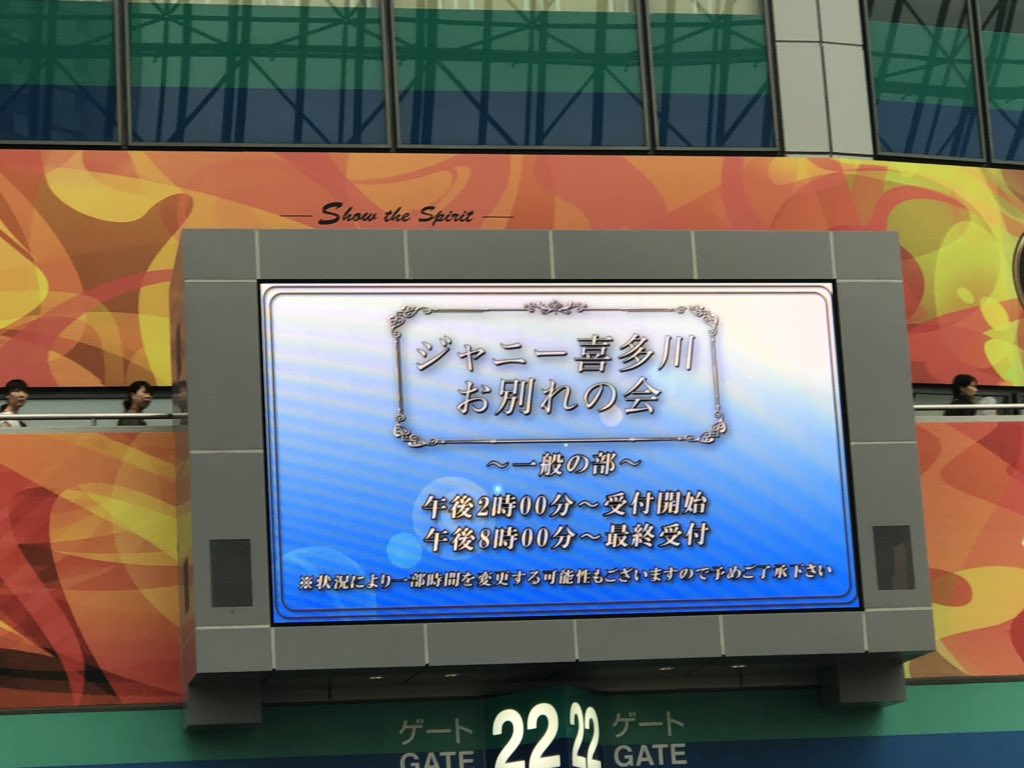 Show the Spirit
ジャニー喜多川
お別れの会
～一般の部～
午後2時00分～受付開始
午後8時00分～最終受付
※状況により一部時間を変更する可能性もございますので予めご了承下さい
ゲート 22 22 ゲート
GATE GATE